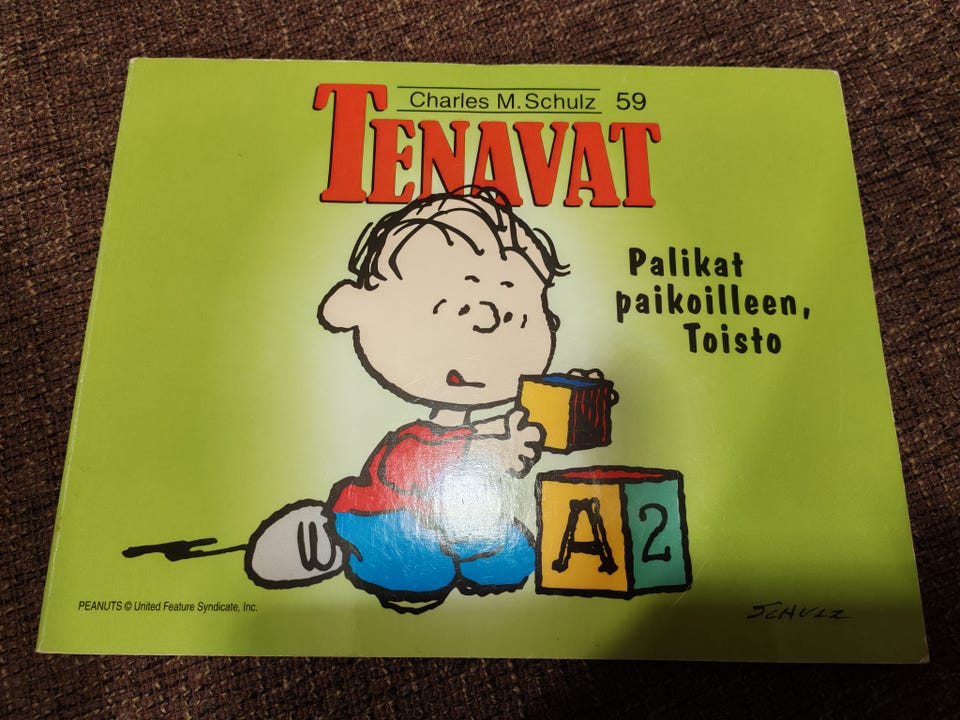 Charles M. Schulz 59
TENAVAT
Palikat
paikoilleen,
Toisto
A 2
PEANUTS © United Feature Syndicate, Inc.
SCHULZ